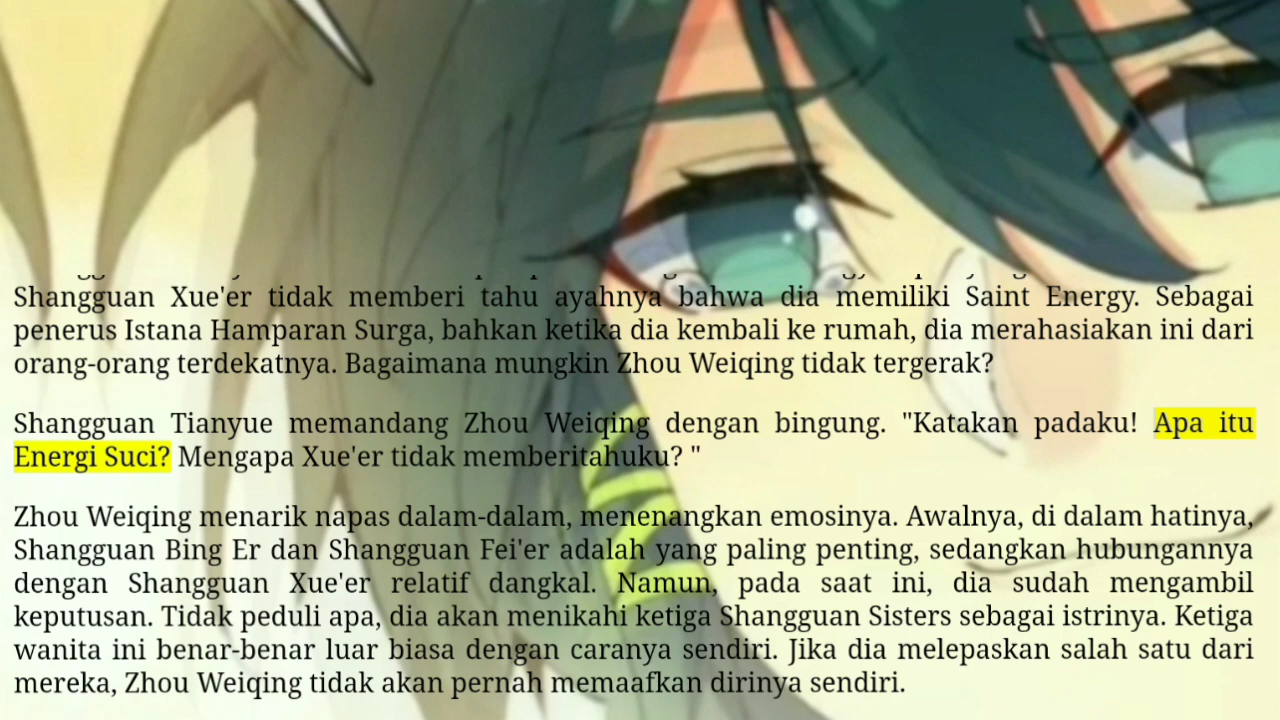 Shangguan Xue'er tidak memberi tahu ayahnya bahwa dia memiliki Saint Energy. Sebagai
penerus Istana Hamparan Surga, bahkan ketika dia kembali ke rumah, dia merahasiakan ini dari
orang-orang terdekatnya. Bagaimana mungkin Zhou Weiqing tidak tergerak?
Shangguan Tianyue memandang Zhou Weiqing dengan bingung. "Katakan padaku! Apa itu
Energi Suci? Mengapa Xue'er tidak memberitahuku? "
Zhou Weiqing menarik napas dalam-dalam, menenangkan emosinya. Awalnya, di dalam hatinya,
Shangguan Bing Er dan Shangguan Fei'er adalah yang paling penting, sedangkan hubungannya
dengan Shangguan Xue'er relatif dangkal. Namun, pada saat ini, dia sudah mengambil
keputusan. Tidak peduli apa, dia akan menikahi ketiga Shangguan Sisters sebagai istrinya. Ketiga
wanita ini benar-benar luar biasa dengan caranya sendiri. Jika dia melepaskan salah satu dari
mereka, Zhou Weiqing tidak akan pernah memaafkan dirinya sendiri.